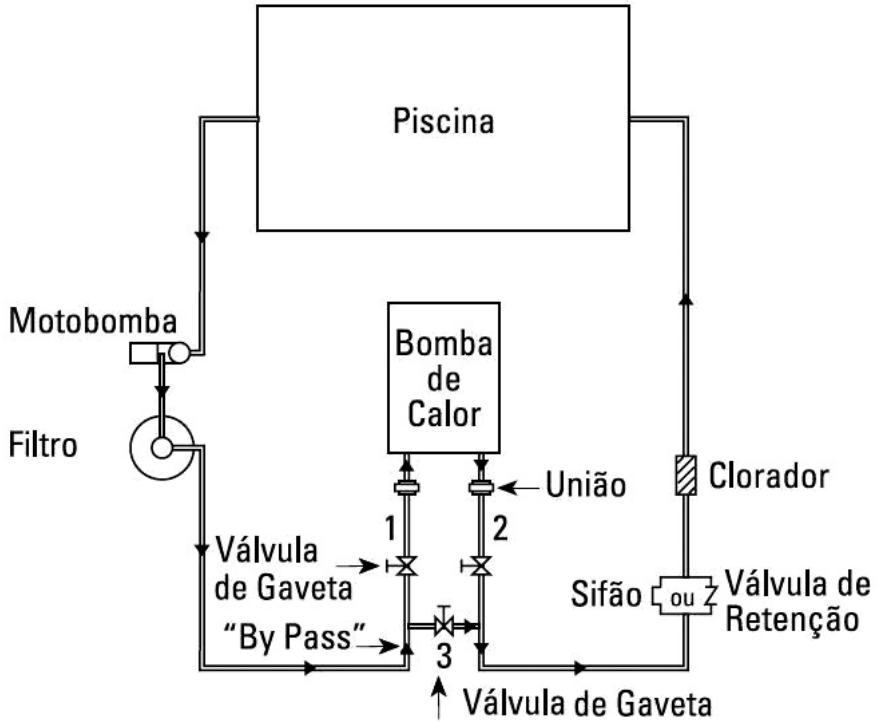 Piscina
Motobomba
Bomba
de
Calor
Filtro
União
Clorador
1
2
Válvula
de Gaveta
Sifão
ou
Válvula de
Retenção
“By Pass”
3
Válvula de Gaveta